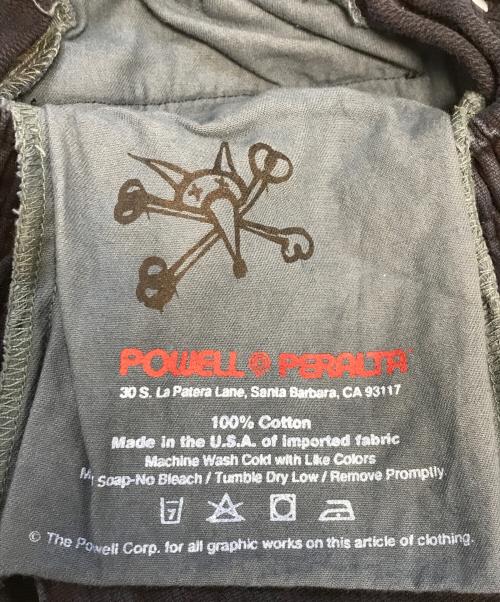 POWELL PERALTA
30 S. La Patera Lane, Santa Barbara, CA 93117
100% Cotton
Made in the U.S.A. of imported fabric
Machine Wash Cold with Like Colors
Soap-No Bleach / Tumble Dry Low / Remove Promptly
7
© The Powell Corp. for all graphic works on this article of clothing.